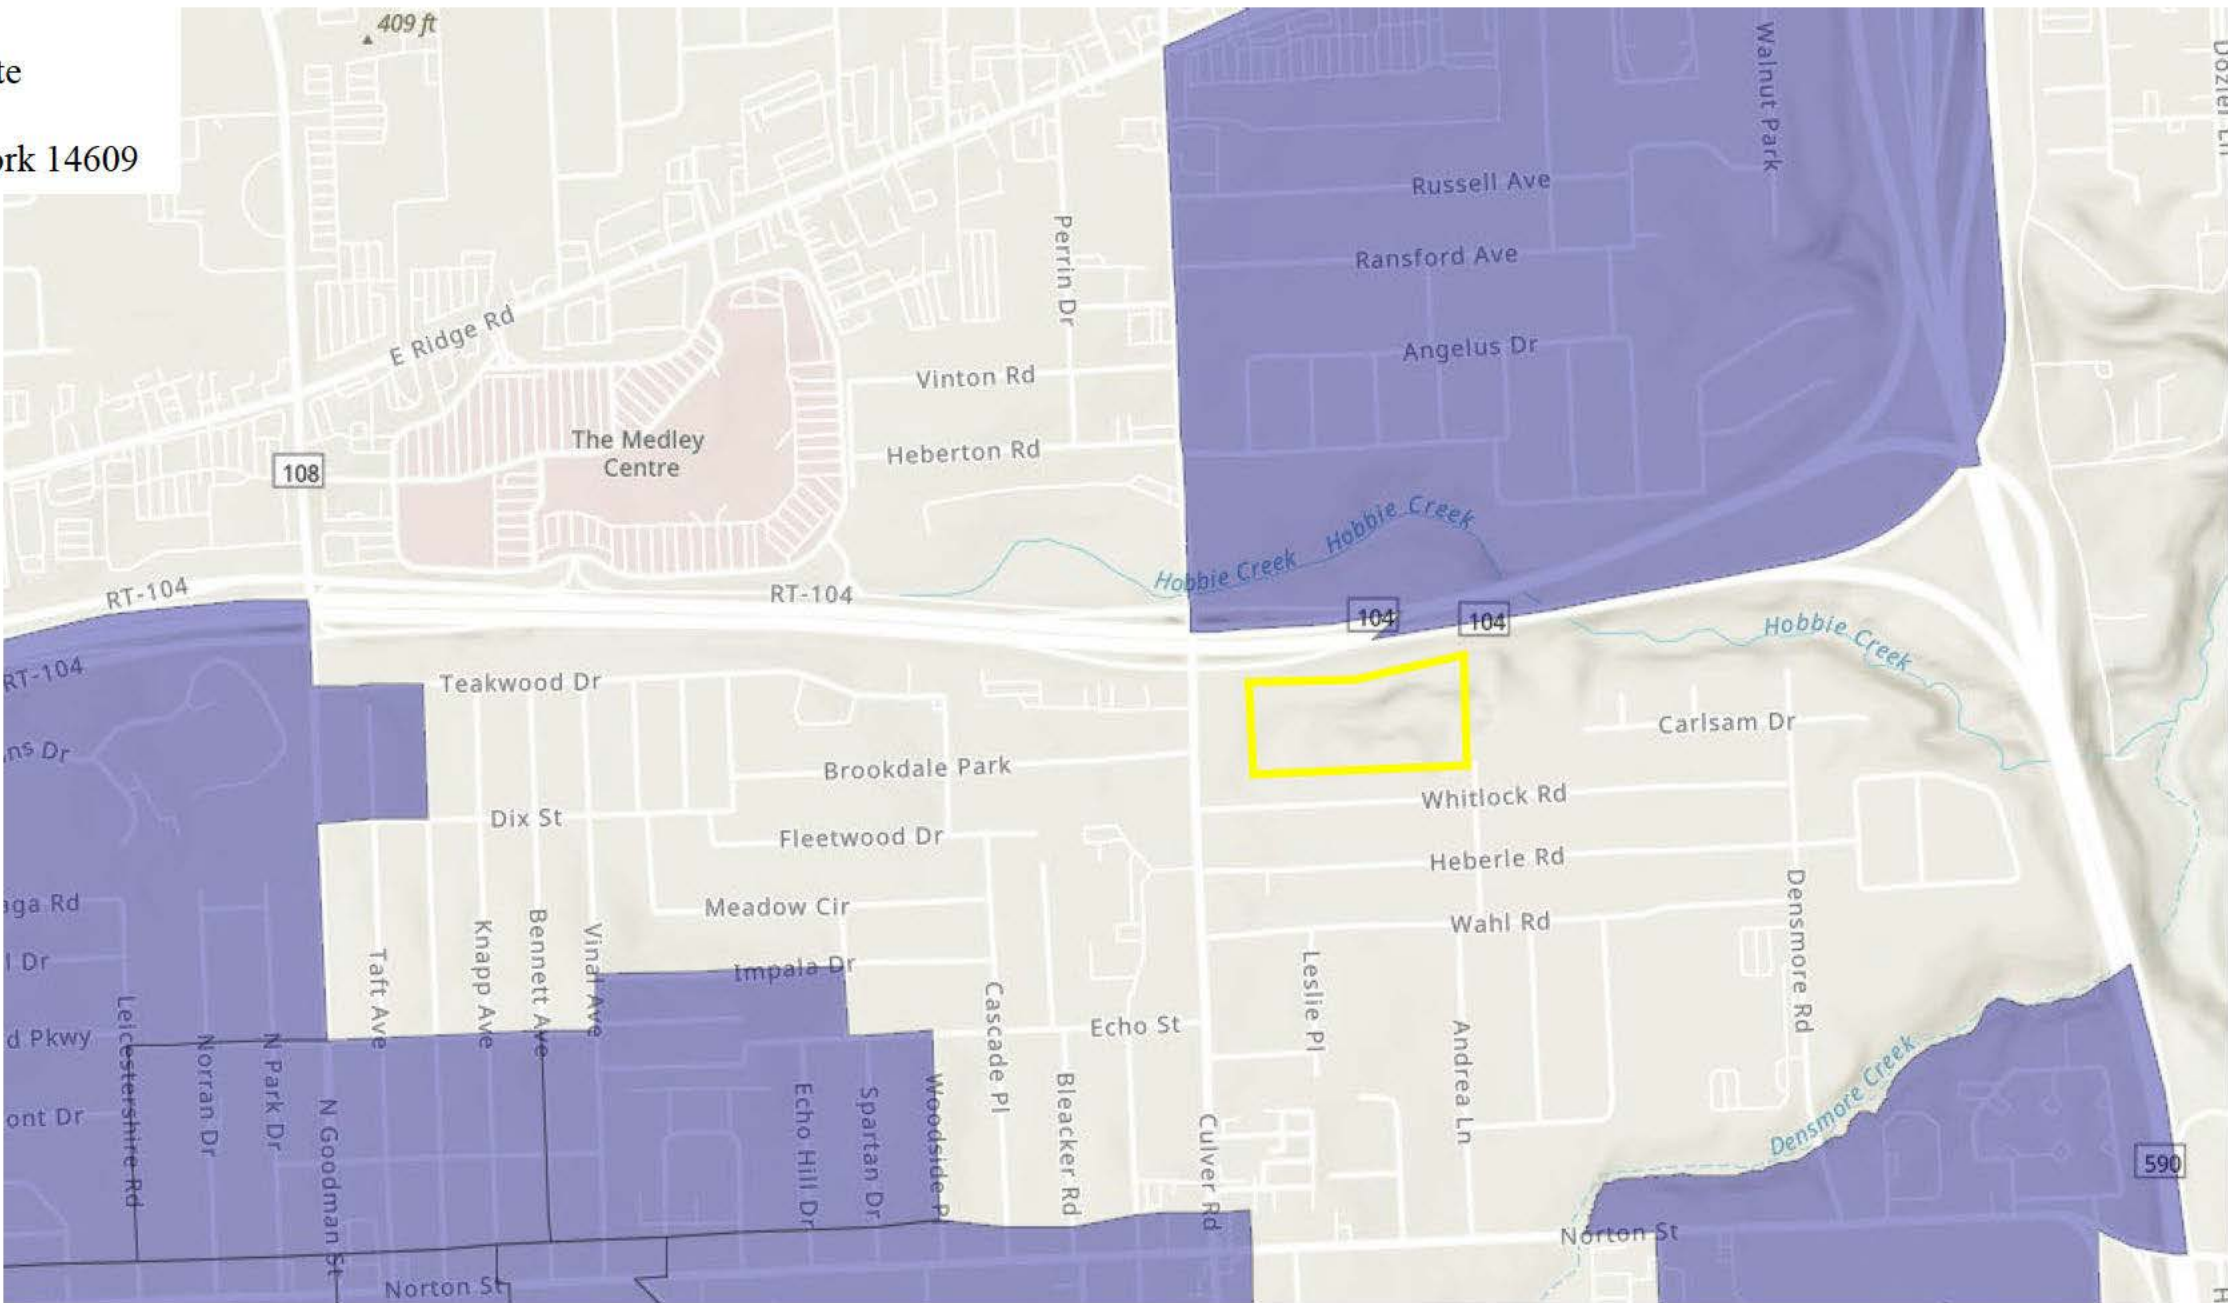 409 ft
te
ork 14609
Walnut Park
Dozier Ln
Russell Ave
Perrin Dr
Ransford Ave
E Ridge Rd
Angelus Dr
Vinton Rd
The Medley
Centre
Heberton Rd
108
Hobbie Creek
Hobbie Creek
RT-104
RT-104
104
104
Hobbie Creek
RT-104
Teakwood Dr
Carlsam Dr
ns Dr
Brookdale Park
Whitlock Rd
Dix St
Fleetwood Dr
Heberle Rd
aga Rd
Meadow Cir
Wahl Rd
Densmore Rd
Knapp Ave
Bennett Ave
Vinal Ave
Taft Ave
l Dr
Impala Dr
Leslie Pl
Cascade Pl
Echo St
Andrea Ln
d Pkwy
Leicestershire Rd
Norran Dr
N Park Dr
N Goodman St
Echo Hill Dr
Spartan Dr
Woodside P
Bleacker Rd
Culver Rd
Densmore Creek
ont Dr
590
Norton St
Norton St
H